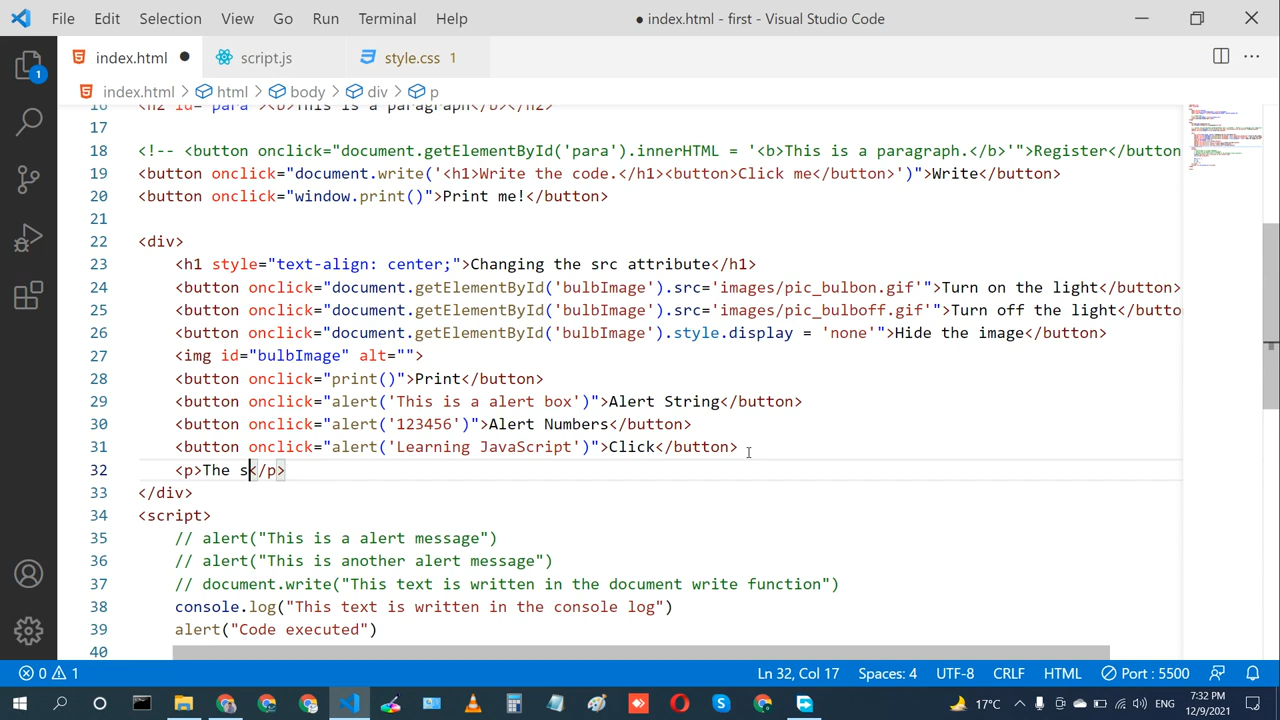 File Edit Selection View Go Run Terminal Help ● index.html - first - Visual Studio Code
index.html ● script.js style.css 1
index.html > html > body > div > p
16 <h2 id="para"><b>This is a paragraph</b></h2>
17
18 <!-- <button onclick="document.getElementById('para').innerHTML = '<b>This is a paragraph.</b>'">Register</button
19 <button onclick="document.write('<h1>Write the code.</h1><button>Click me</button>')">Write</button>
20 <button onclick="window.print()">Print me!</button>
21
22 <div>
23 <h1 style="text-align: center;">Changing the src attribute</h1>
24 <button onclick="document.getElementById('bulbImage').src='images/pic_bulbon.gif'">Turn on the light</button>
25 <button onclick="document.getElementById('bulbImage').src='images/pic_bulboff.gif'">Turn off the light</butto
26 <button onclick="document.getElementById('bulbImage').style.display = 'none'">Hide the image</button>
27 <img id="bulbImage" alt="">
28 <button onclick="print()">Print</button>
29 <button onclick="alert('This is a alert box')">Alert String</button>
30 <button onclick="alert('123456')">Alert Numbers</button>
31 <button onclick="alert('Learning JavaScript')">Click</button>
32 <p>The s</p>
33 </div>
34 <script>
35 // alert("This is a alert message")
36 // alert("This is another alert message")
37 // document.write("This text is written in the document write function")
38 console.log("This text is written in the console log")
39 alert("Code executed")
40
0 1 Ln 32, Col 17 Spaces: 4 UTF-8 CRLF HTML Port : 5500
17°C ENG 7:32 PM
12/9/2021